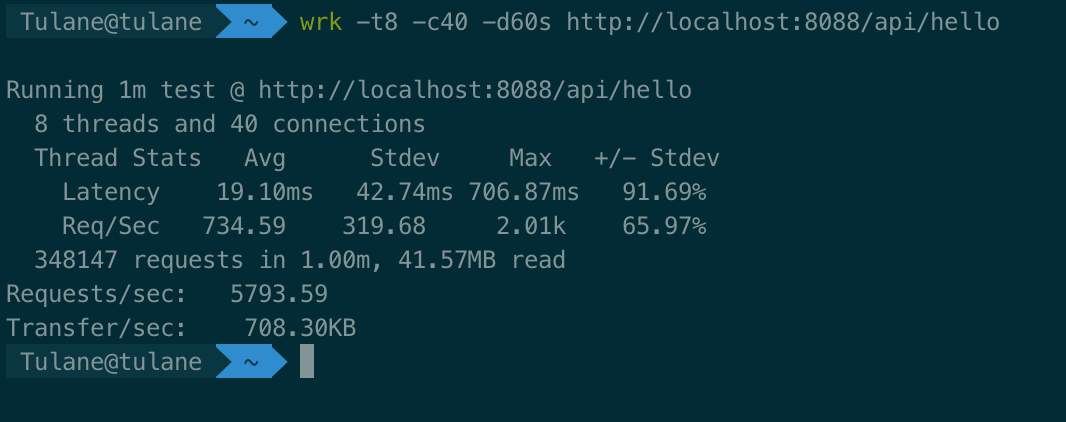 Tulane@tulane ~ wrk -t8 -c40 -d60s http://localhost:8088/api/hello
Running 1m test @ http://localhost:8088/api/hello
8 threads and 40 connections
Thread Stats Avg Stdev Max +/- Stdev
Latency 19.10ms 42.74ms 706.87ms 91.69%
Req/Sec 734.59 319.68 2.01k 65.97%
348147 requests in 1.00m, 41.57MB read
Requests/sec: 5793.59
Transfer/sec: 708.30KB
Tulane@tulane ~